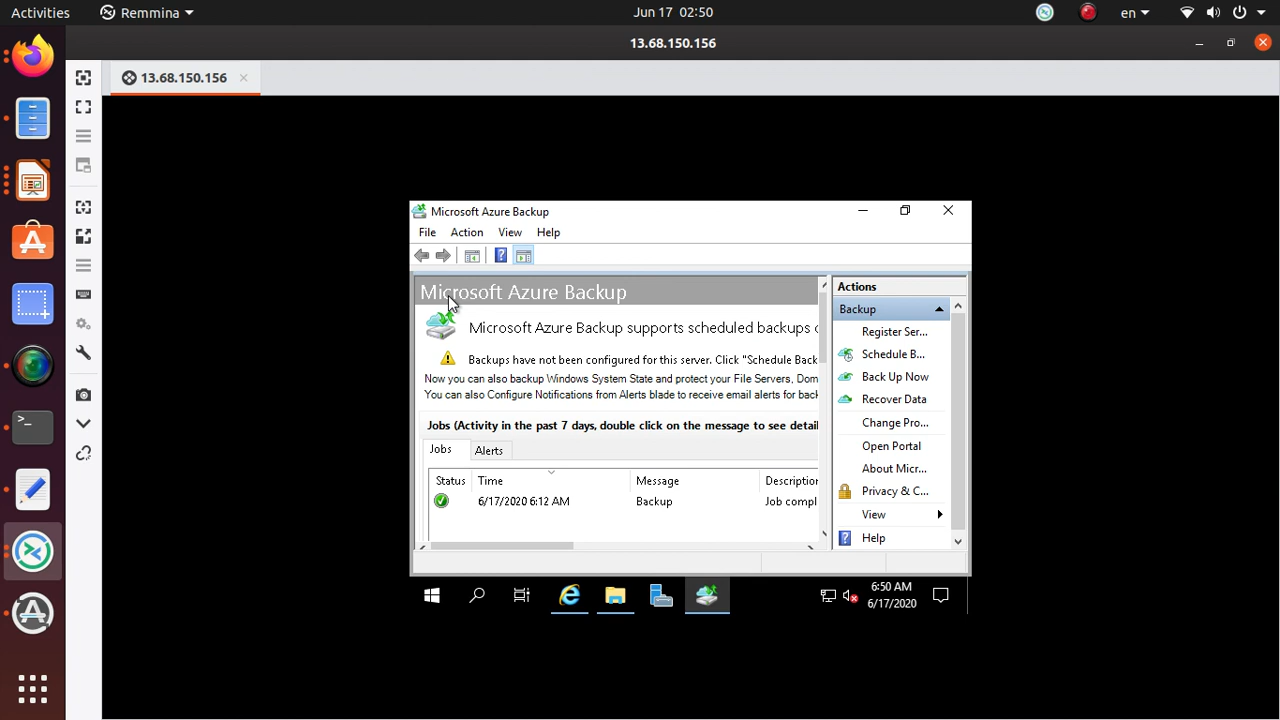 Activities Remmina Jun 17 02:50 en
13.68.150.156
13.68.150.156
Microsoft Azure Backup
File Action View Help
Microsoft Azure Backup
Microsoft Azure Backup supports scheduled backups
Backups have not been configured for this server. Click "Schedule Back
Now you can also backup Windows System State and protect your File Servers, Dom
You can also Configure Notifications from Alerts blade to receive email alerts for back
Jobs (Activity in the past 7 days, double click on the message to see detail
Jobs Alerts
Status Time Message Description
6/17/2020 6:12 AM Backup Job compl
Actions
Backup
Register Ser...
Schedule B...
Back Up Now
Recover Data
Change Pro...
Open Portal
About Micr...
Privacy & C...
View
Help
6:50 AM
6/17/2020